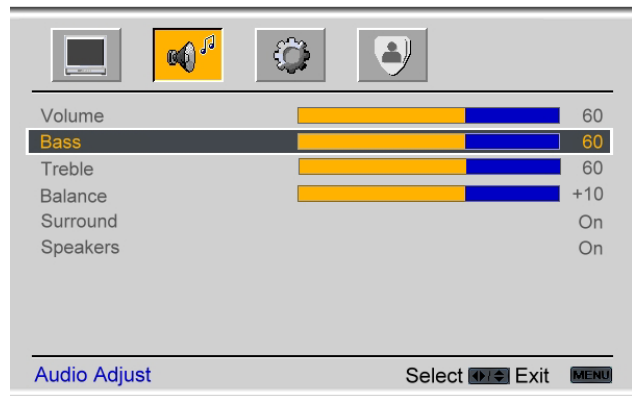 Volume 60
Bass 60
Treble 60
Balance +10
Surround On
Speakers On
Audio Adjust Select Exit MENU